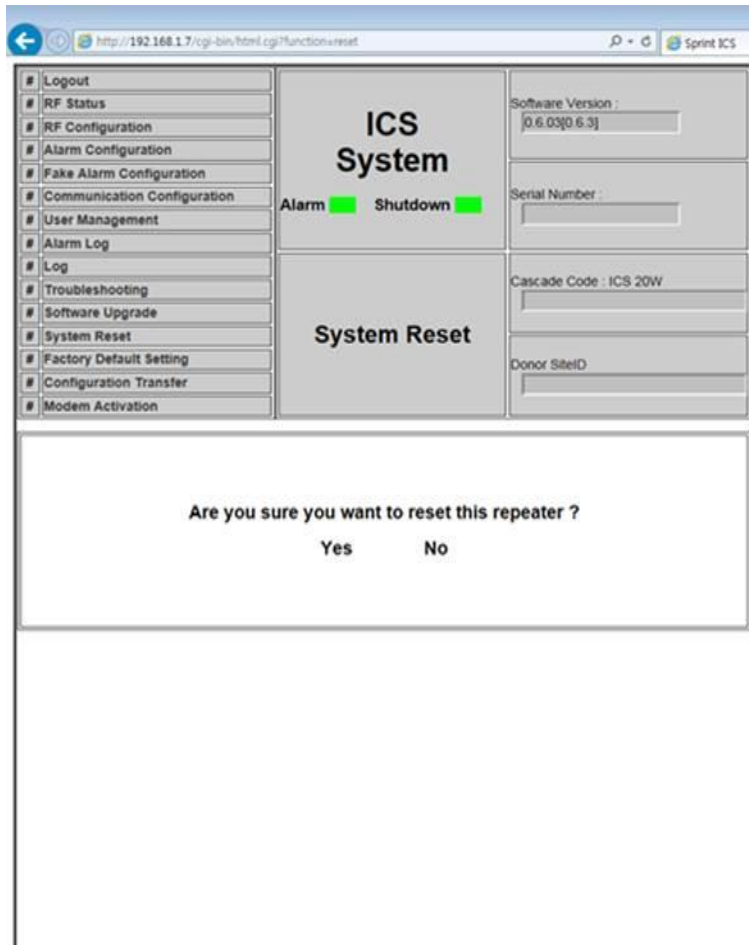 http://192.168.1.7/cgi-bin/html.cgi?function=reset
Sprint ICS
# Logout
# RF Status
# RF Configuration
# Alarm Configuration
# Fake Alarm Configuration
# Communication Configuration
# User Management
# Alarm Log
# Log
# Troubleshooting
# Software Upgrade
# System Reset
# Factory Default Setting
# Configuration Transfer
# Modem Activation
ICS
System
Alarm Shutdown
System Reset
Software Version :
0.6.03[0.6.3]
Serial Number :
Cascade Code : ICS 20W
Donor SiteID
Are you sure you want to reset this repeater ?
Yes No